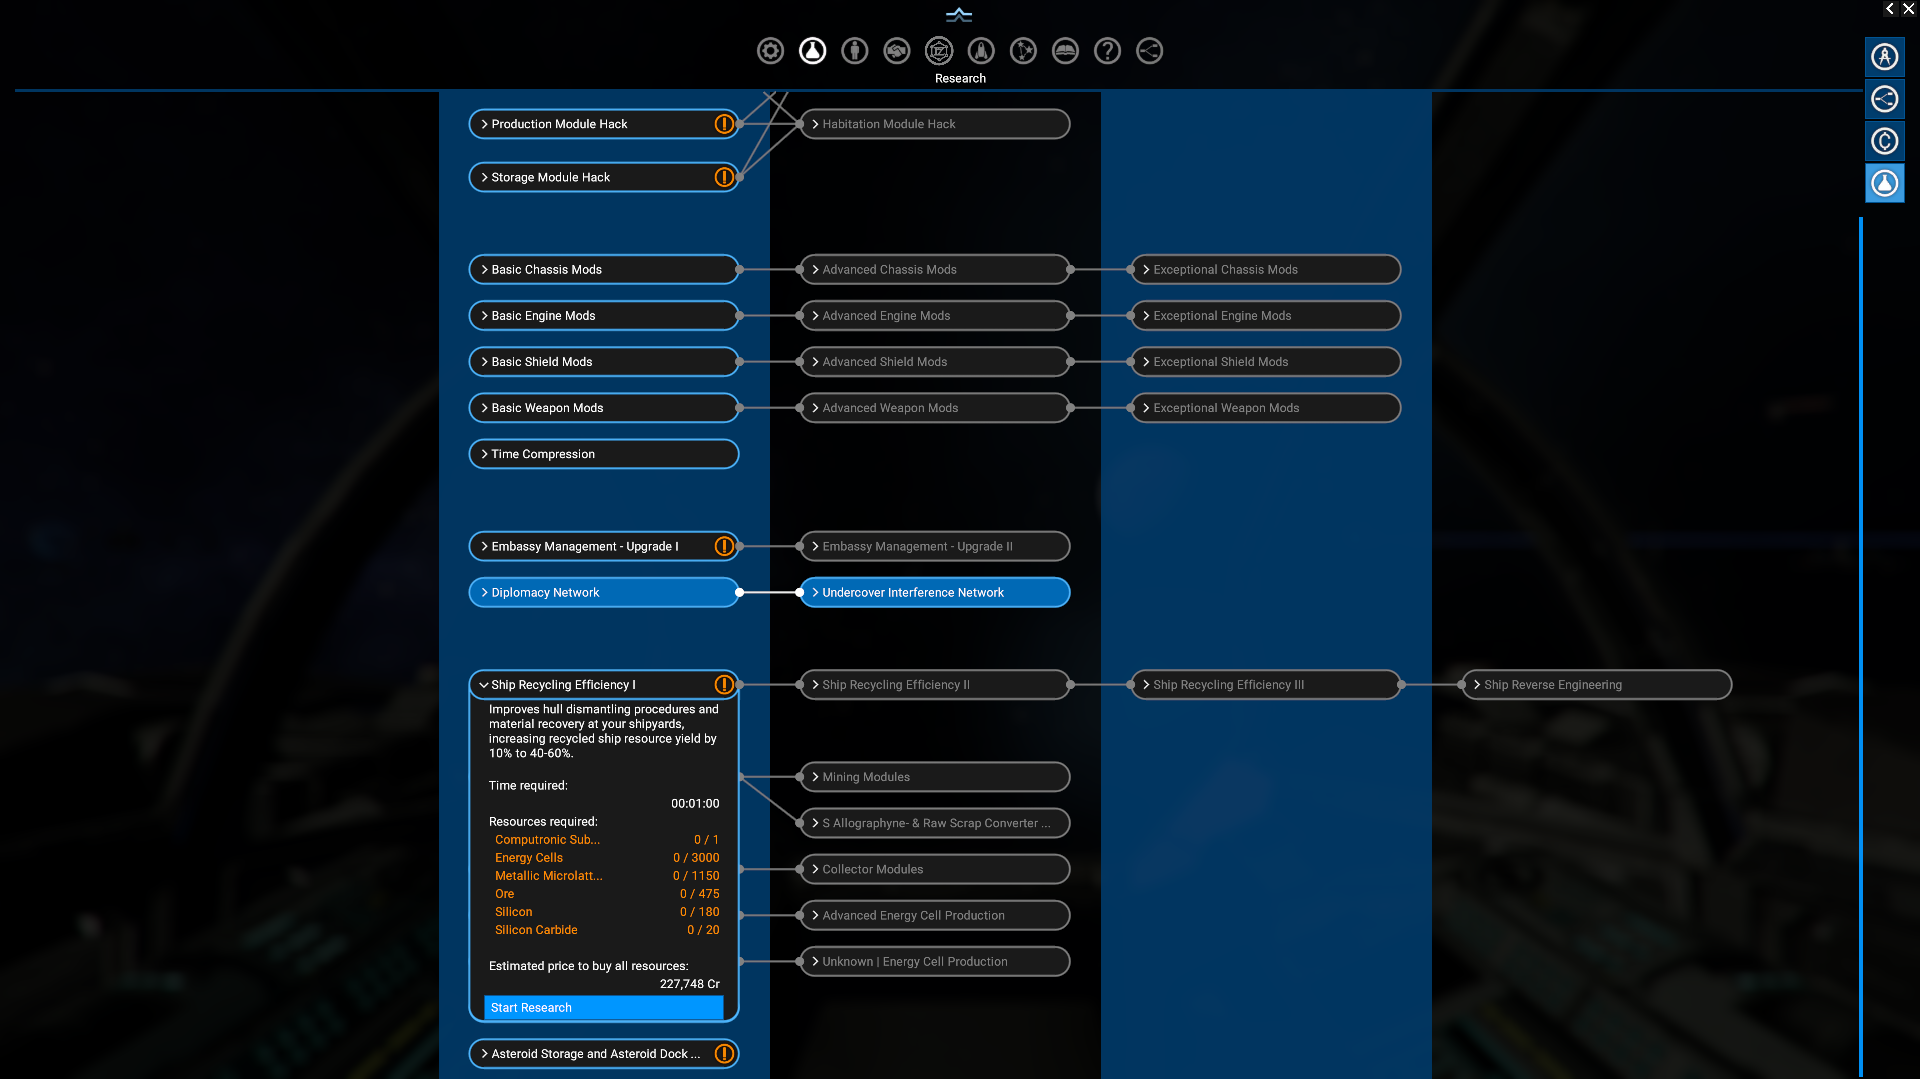 Research
Production Module Hack
Habitation Module Hack
Storage Module Hack
Basic Chassis Mods
Advanced Chassis Mods
Exceptional Chassis Mods
Basic Engine Mods
Advanced Engine Mods
Exceptional Engine Mods
Basic Shield Mods
Advanced Shield Mods
Exceptional Shield Mods
Basic Weapon Mods
Advanced Weapon Mods
Exceptional Weapon Mods
Time Compression
Embassy Management - Upgrade I
Embassy Management - Upgrade II
Diplomacy Network
Undercover Interference Network
Ship Recycling Efficiency I
Ship Recycling Efficiency II
Ship Recycling Efficiency III
Ship Reverse Engineering
Improves hull dismantling procedures and
material recovery at your shipyards,
increasing recycled ship resource yield by
10% to 40-60%.
Time required:
00:01:00
Resources required:
Computronic Sub... 0 / 1
Energy Cells 0 / 3000
Metallic Microlatt... 0 / 1150
Ore 0 / 475
Silicon 0 / 180
Silicon Carbide 0 / 20
Estimated price to buy all resources:
227,748 Cr
Start Research
Mining Modules
S Allographyne- & Raw Scrap Converter ...
Collector Modules
Advanced Energy Cell Production
Unknown | Energy Cell Production
Asteroid Storage and Asteroid Dock ...